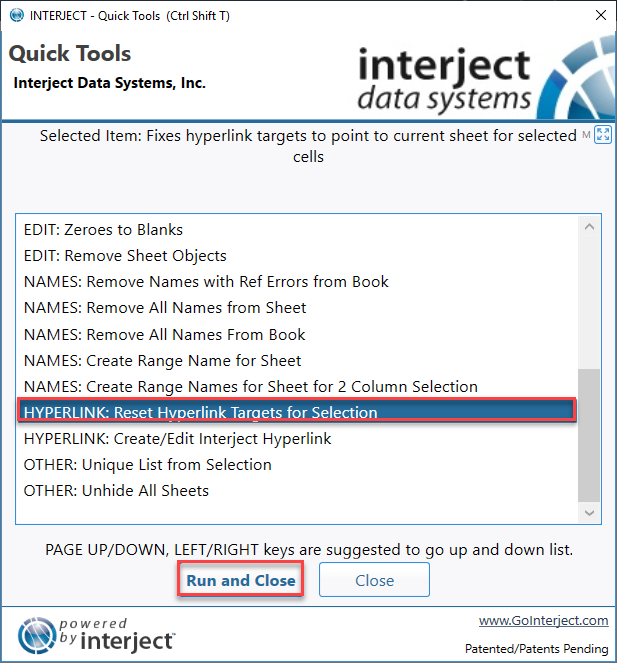 INTERJECT - Quick Tools (Ctrl Shift T)
Quick Tools
Interject Data Systems, Inc.
interject
data systems
Selected Item: Fixes hyperlink targets to point to current sheet for selected M
cells
EDIT: Zeroes to Blanks
EDIT: Remove Sheet Objects
NAMES: Remove Names with Ref Errors from Book
NAMES: Remove All Names from Sheet
NAMES: Remove All Names From Book
NAMES: Create Range Name for Sheet
NAMES: Create Range Names for Sheet for 2 Column Selection
HYPERLINK: Reset Hyperlink Targets for Selection
HYPERLINK: Create/Edit Interject Hyperlink
OTHER: Unique List from Selection
OTHER: Unhide All Sheets
PAGE UP/DOWN, LEFT/RIGHT keys are suggested to go up and down list.
Run and Close
Close
powered
by interject
www.GoInterject.com
Patented/Patents Pending